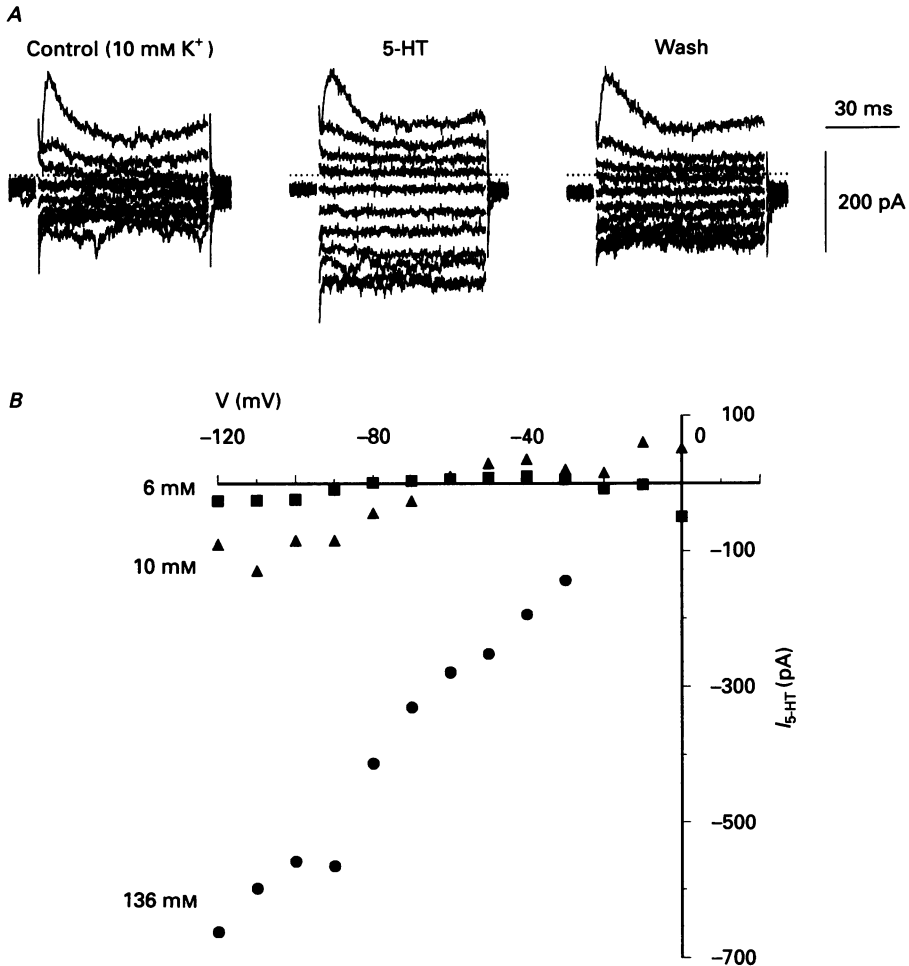 A
Control (10 mM K⁺)
5-HT
Wash
30 ms
200 pA
B
V (mV)
100
−120
−80
−40
0
6 mM
10 mM
−100
−300
I5-HT (pA)
−500
136 mM
−700